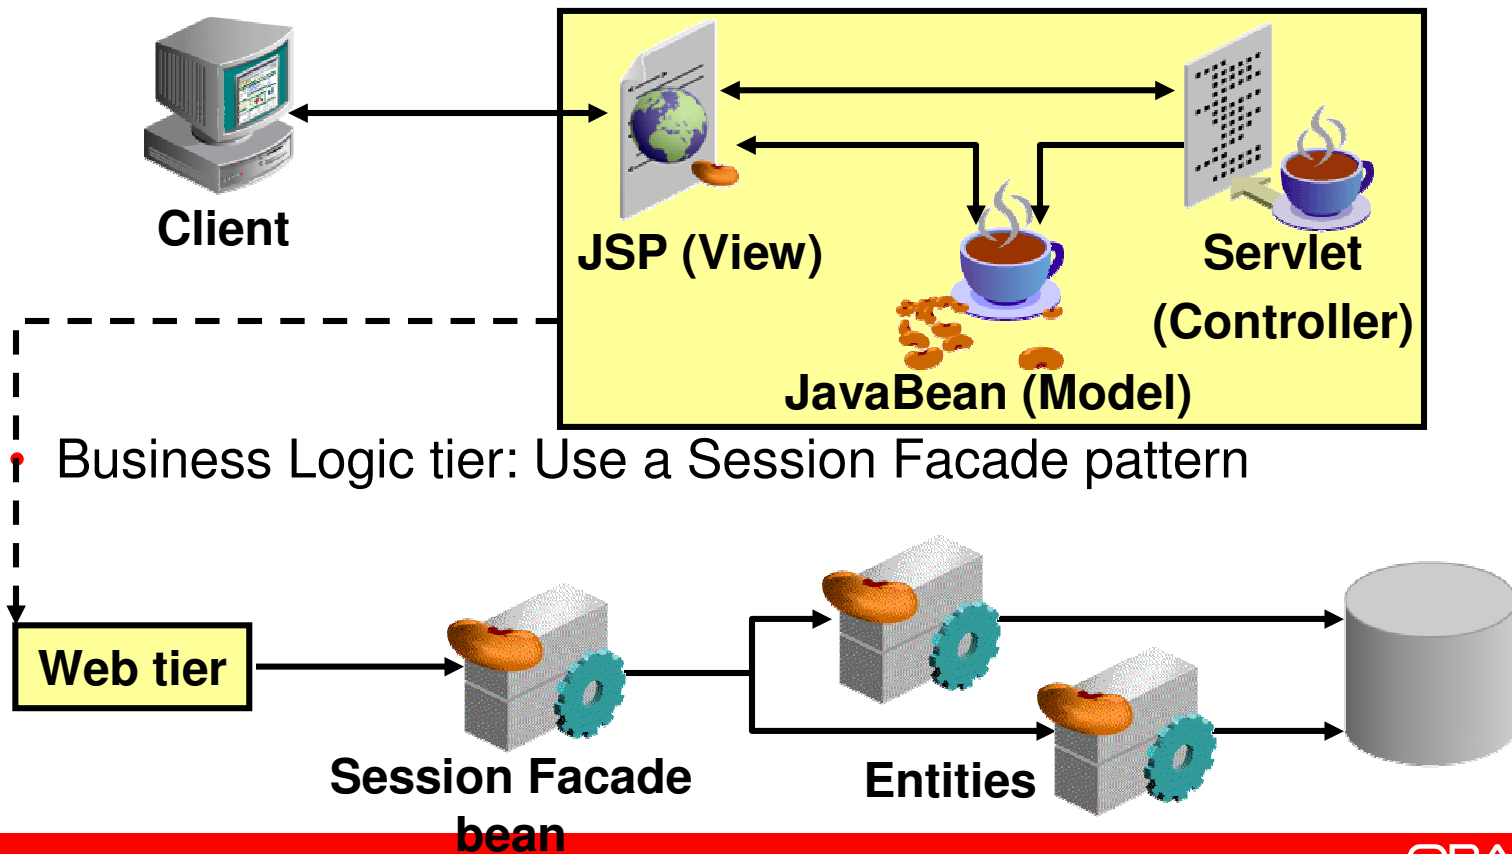 Client
JSP (View)
Servlet
(Controller)
JavaBean (Model)
• Business Logic tier: Use a Session Facade pattern
Web tier
Session Facade
bean
Entities